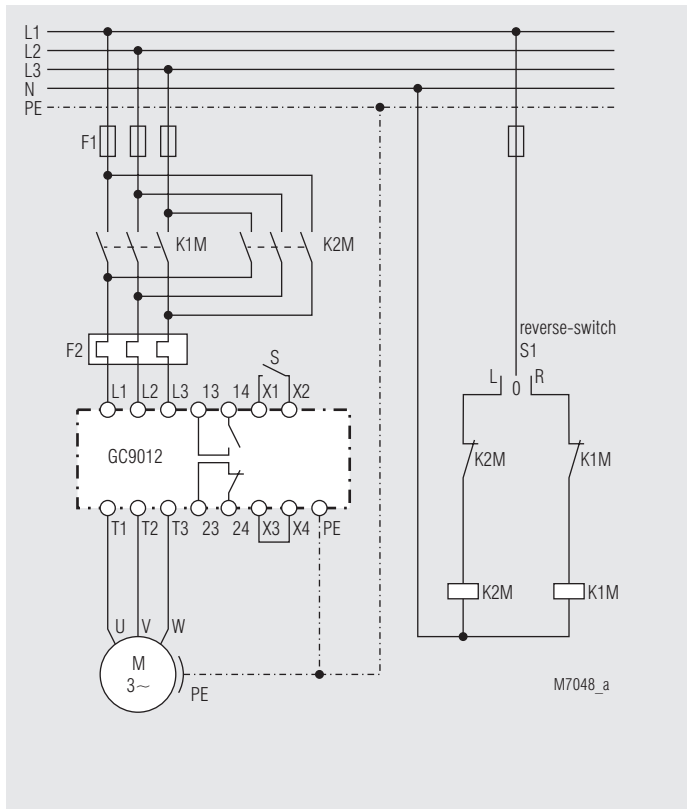 L1
L2
L3
N
PE
F1
K1M K2M
reverse-switch
S1
F2
S
L 0 R
L1 L2 L3 13 14 X1 X2
GC9012
K2M K1M
T1 T2 T3 23 24 X3 X4 PE
K2M K1M
U V W
M
3~
PE
M7048_a